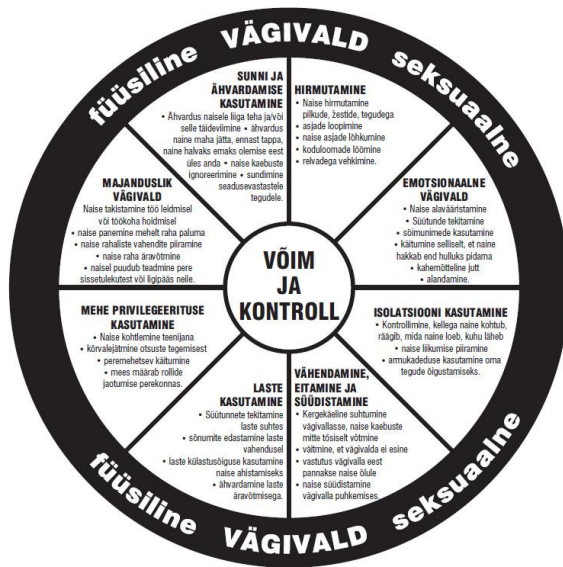 füüsiline VÄGIVALD seksuaalne
SUNNI JA
ÄHVARDAMISE
KASUTAMINE
• Ähvardus naisele liiga teha ja/või
selle täideviimine • ähvardus
naine maha jätta, ennast tappa,
naine halvaks emaks olemise eest
üles anda • naise kaebuste
ignoreerimine • sundimine
seadusevastastele
tegudele.
HIRMUTAMINE
• Naise hirmutamine
pilkude, žestide, tegudega
• asjade loopimine
• naise asjade lõhkumine
• koduloomade löömine
• relvadega vehkimine.
EMOTSIONAALNE
VÄGIVALD
• Naise alavääristamine
• Süütunde tekitamine
• sõimunimede kasutamine
• käitumine selliselt, et naine
hakkab end hulluks pidama
• kahemõtteline jutt
• alandamine.
ISOLATSIOONI KASUTAMINE
• Kontrollimine, kellega naine kohtub,
räägib, mida naine loeb, kuhu läheb
• naise liikumise piiramine
• armukadeduse kasutamine oma
tegude õigustamiseks.
VÄHENDAMINE,
EITAMINE JA
SÜÜDISTAMINE
• Kergekäeline suhtumine
vägivallasse, naise kaebuste
mitte tõsiselt võtmine
• väitmine, et vägivalda ei esine
• vastutus vägivalla eest
pannakse naise õlule
• naise süüdistamine
vägivalla puhkemises.
LASTE
KASUTAMINE
• Süütunnete tekitamine
laste suhtes
• sõnumite edastamine laste
vahendusel
• laste külastusõiguse kasutamine
naise ahistamiseks
• ähvardamine laste
äravõtmisega.
MEHE PRIVILEGEERITUSE
KASUTAMINE
• Naise kohtlemine teenijana
• kõrvalejätmine otsuste tegemisest
• peremehetsev käitumine
• mees määrab rollide
jaotumise perekonnas.
MAJANDUSLIK
VÄGIVALD
Naise takistamine töö leidmisel
või töökoha hoidmisel
• naise panemine mehelt raha paluma
• naise rahaliste vahendite piiramine
• naise raha äravõtmine
• naisel puudub teadmine pere
sissetulekutest või ligipääs neile.
VÕIM
JA
KONTROLL
füüsiline VÄGIVALD seksuaalne